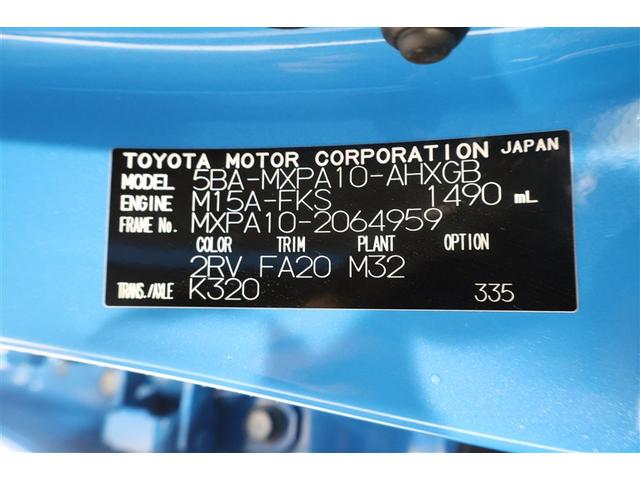 TOYOTA MOTOR CORPORATION JAPAN
MODEL 5BA-MXPA10-AHXGB
ENGINE M15A-FKS 1490 mL
FRAME No. MXPA10-2064959
COLOR TRIM PLANT OPTION
2RV FA20 M32
TRANS./AXLE K320 335